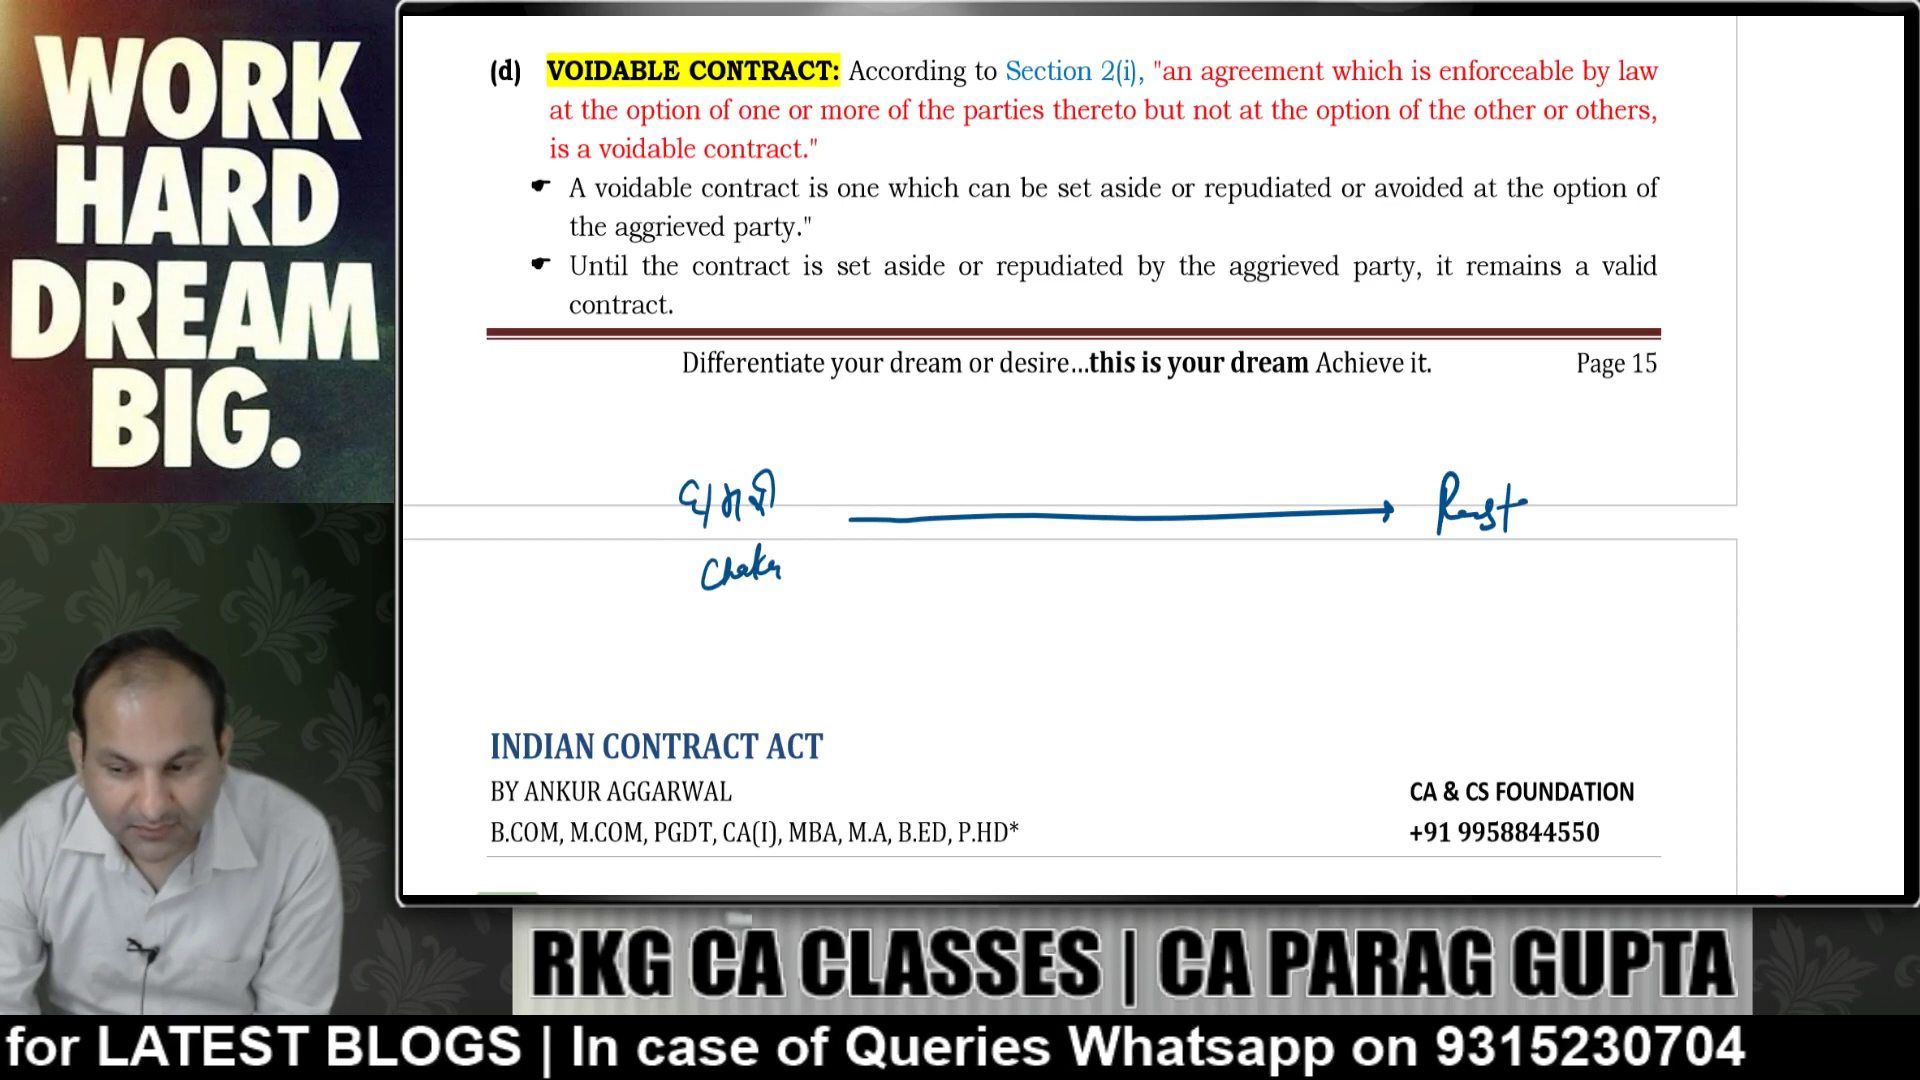 WORK
HARD
DREAM
BIG.
(d) VOIDABLE CONTRACT: According to Section 2(i), "an agreement which is enforceable by law
at the option of one or more of the parties thereto but not at the option of the other or others,
is a voidable contract."
☛ A voidable contract is one which can be set aside or repudiated or avoided at the option of
the aggrieved party."
☛ Until the contract is set aside or repudiated by the aggrieved party, it remains a valid
contract.
Differentiate your dream or desire...this is your dream Achieve it. Page 15
INDIAN CONTRACT ACT
BY ANKUR AGGARWAL CA & CS FOUNDATION
B.COM, M.COM, PGDT, CA(I), MBA, M.A, B.ED, P.HD* +91 9958844550
RKG CA CLASSES | CA PARAG GUPTA
for LATEST BLOGS | In case of Queries Whatsapp on 9315230704